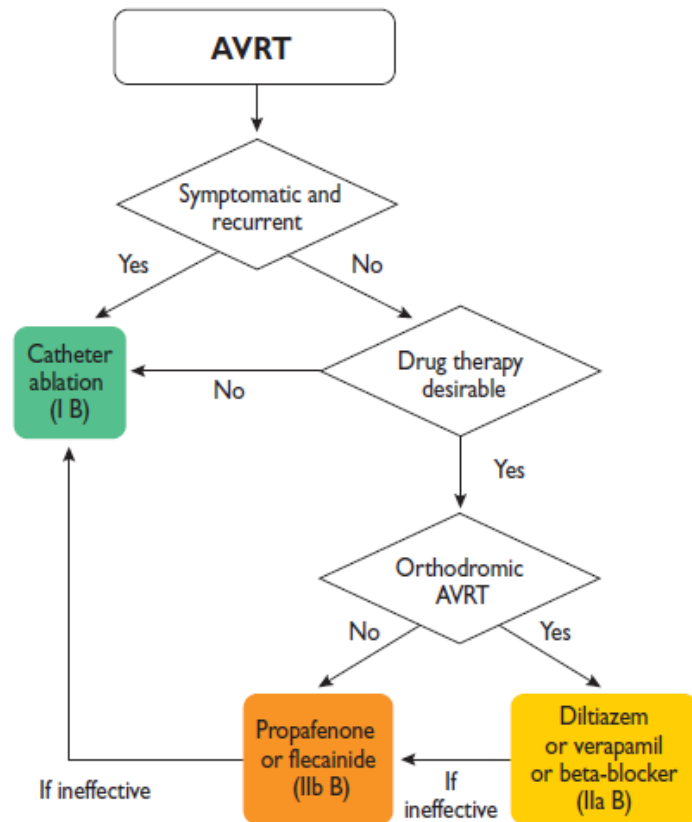 AVRT
Symptomatic and
recurrent
Yes
No
Catheter
ablation
(I B)
No
Drug therapy
desirable
Yes
Orthodromic
AVRT
No
Yes
Propafenone
or flecainide
(IIb B)
Diltiazem
or verapamil
or beta-blocker
(IIa B)
If ineffective
If
ineffective